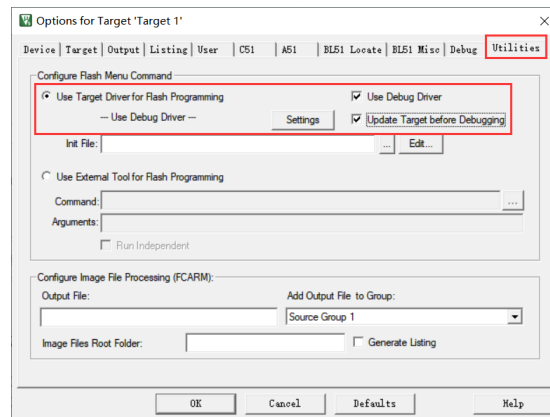 Options for Target 'Target 1'
Device | Target | Output | Listing | User | C51 | A51 | BL51 Locate | BL51 Misc | Debug Utilities
Configure Flash Menu Command
Use Target Driver for Flash Programming
Use Debug Driver
--- Use Debug Driver ---
Settings
Update Target before Debugging
Init File:
...
Edit...
Use External Tool for Flash Programming
Command:
...
Arguments:
Run Independent
Configure Image File Processing (FCARM):
Output File:
Add Output File to Group:
Source Group 1
Image Files Root Folder:
Generate Listing
OK
Cancel
Defaults
Help